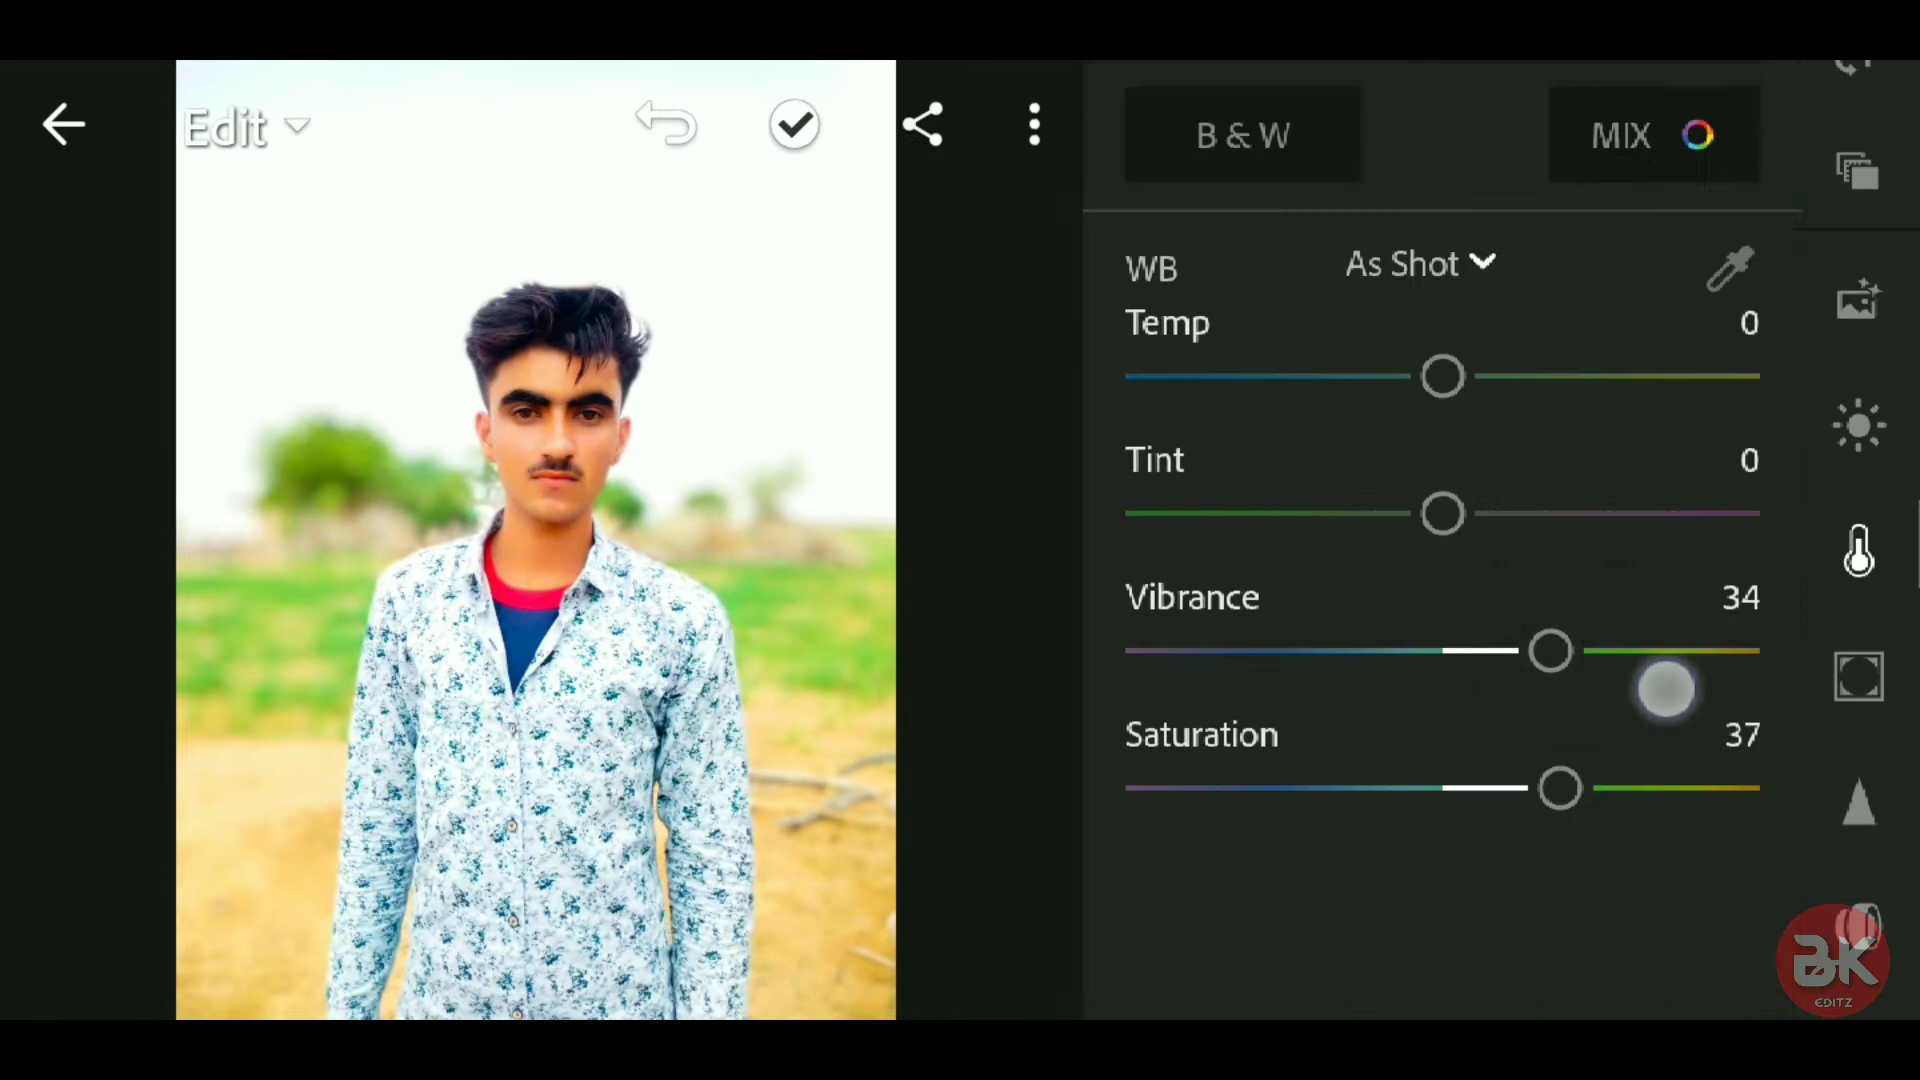 Edit
B & W
MIX
WB
As Shot
Temp
0
Tint
0
Vibrance
34
Saturation
37
BK
EDITZ